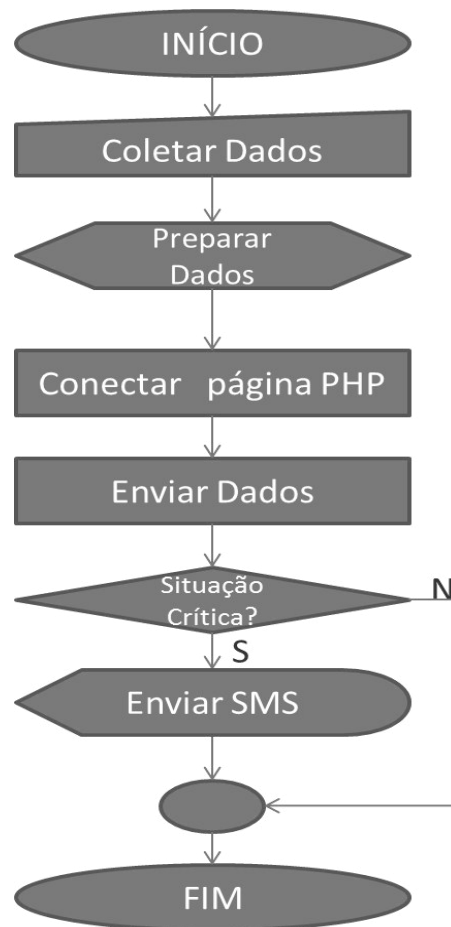 INÍCIO
Coletar Dados
Preparar
Dados
Conectar página PHP
Enviar Dados
Situação
Crítica?
N
S
Enviar SMS
FIM